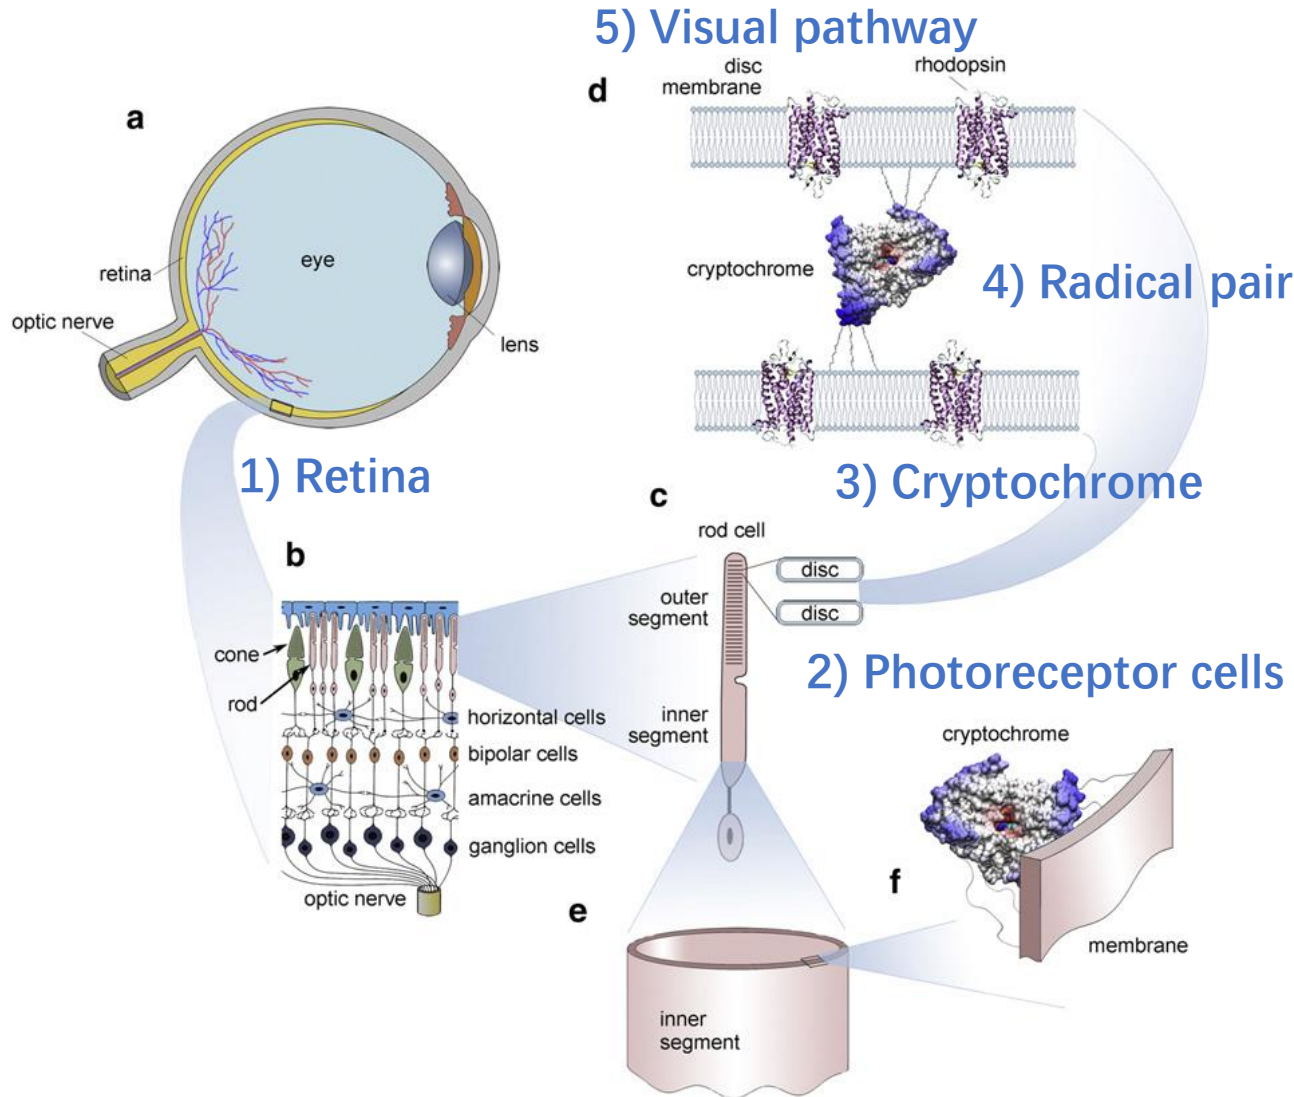 5) Visual pathway
a
eye
retina
optic nerve
lens
d
disc
membrane
rhodopsin
cryptochrome
4) Radical pair
1) Retina
3) Cryptochrome
b
cone
rod
horizontal cells
bipolar cells
amacrine cells
ganglion cells
optic nerve
c
rod cell
outer
segment
disc
disc
inner
segment
2) Photoreceptor cells
cryptochrome
f
membrane
e
inner
segment